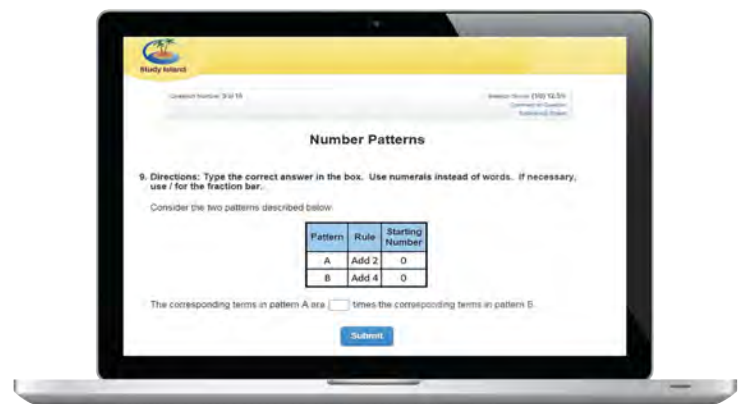 Study Island
Number Patterns
9. Directions: Type the correct answer in the box. Use numerals instead of words. If necessary,
use / for the fraction bar.
Consider the two patterns described below.
Pattern Rule Starting Number
A Add 2 0
B Add 4 0
The corresponding terms in pattern A are times the corresponding terms in pattern B.
Submit